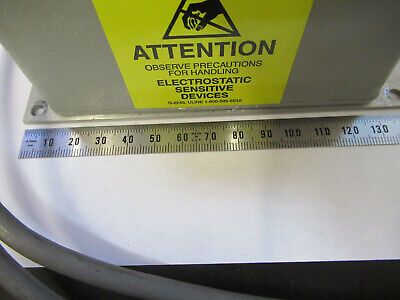 ATTENTION
OBSERVE PRECAUTIONS
FOR HANDLING
ELECTROSTATIC
SENSITIVE
DEVICES
10 20 30 40 50 60 70 80 90 100 110 120 130